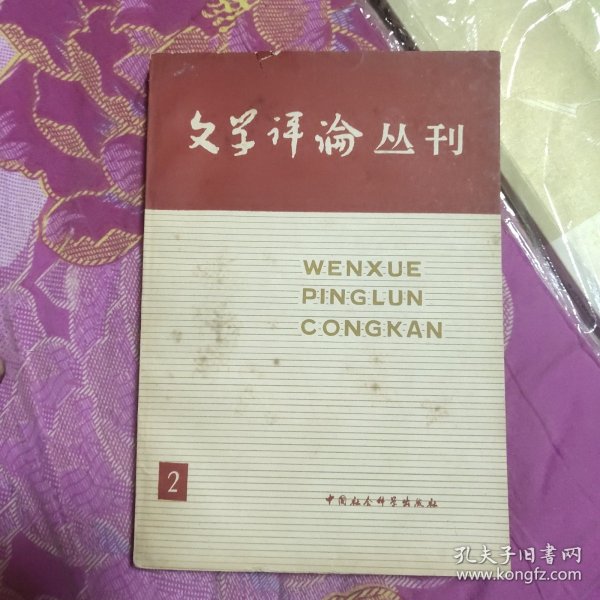 文学评论丛刊
WENXUE
PINGLUN
CONGKAN
2
中国社会科学出版社
孔夫子旧書网
www.kongfz.com